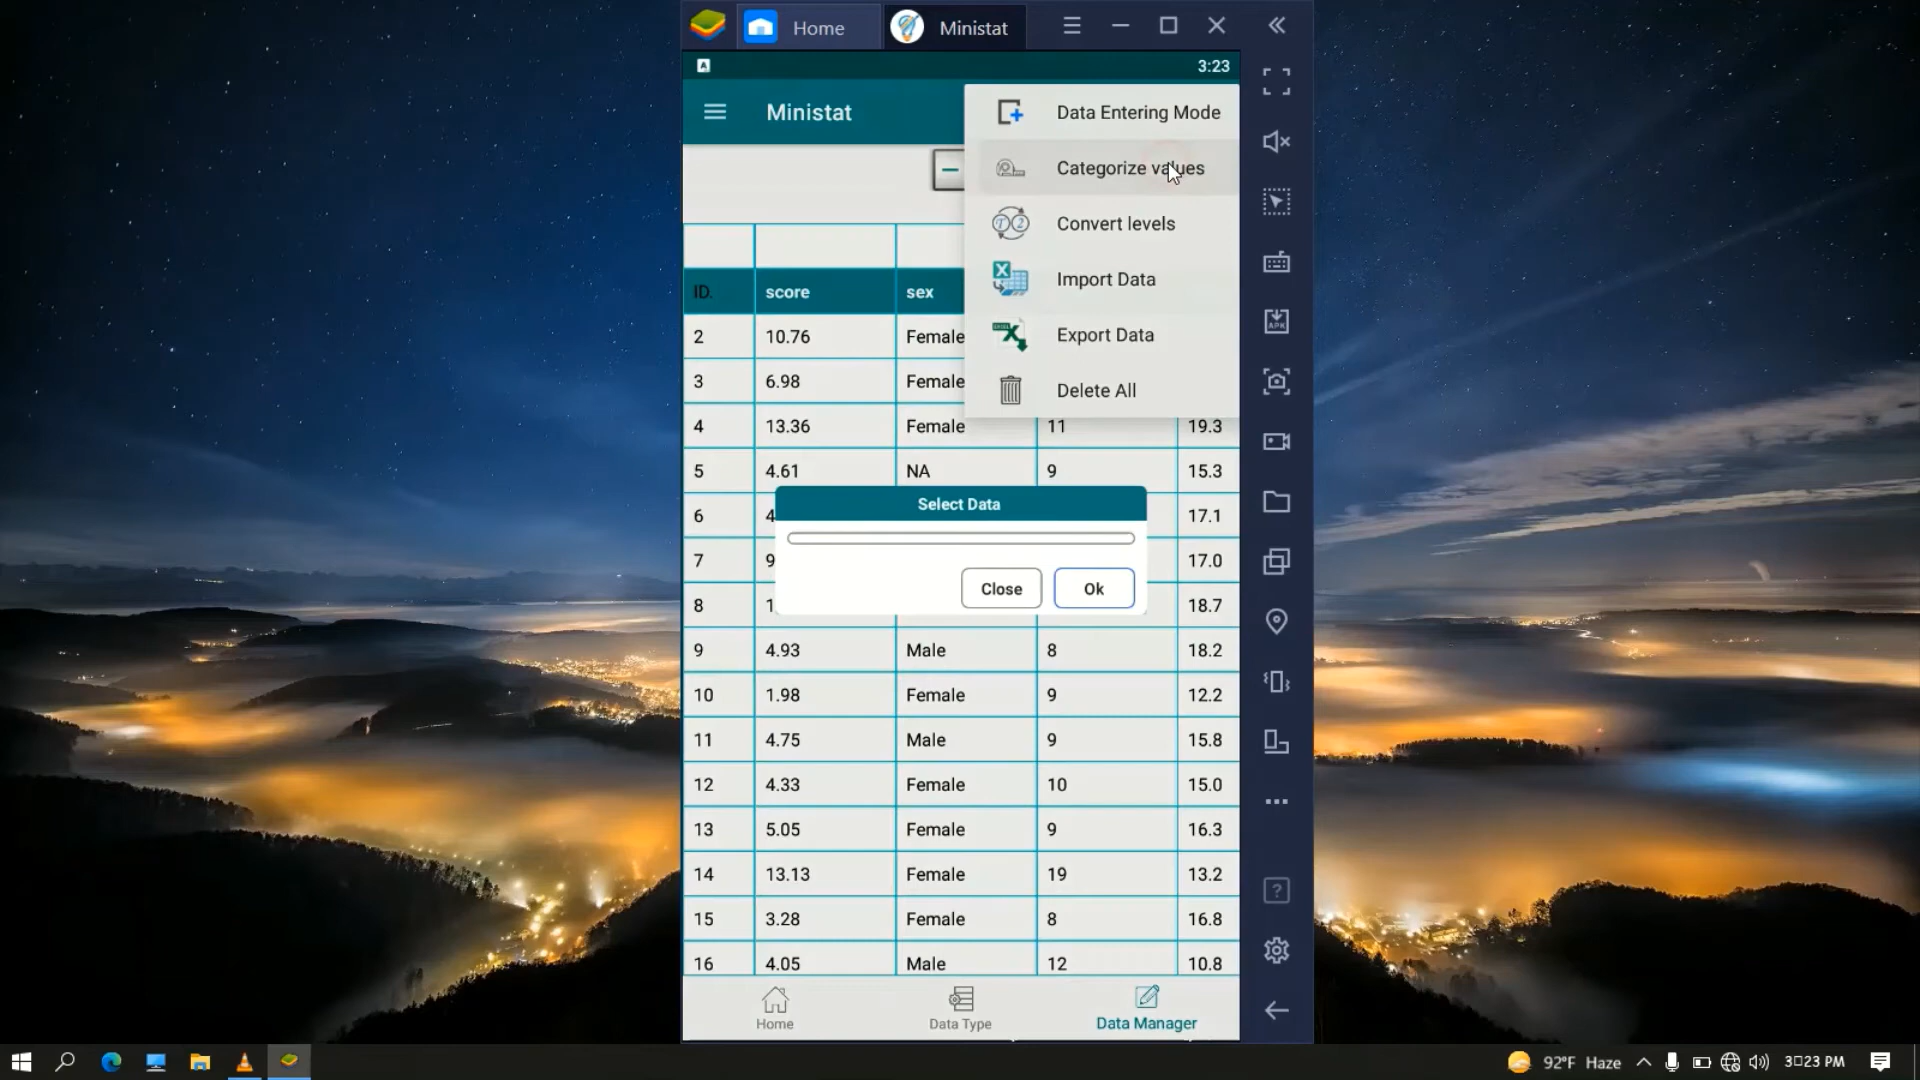 Home
Ministat
3:23
Ministat
Data Entering Mode
Categorize values
Convert levels
Import Data
Export Data
Delete All
ID. score sex
2 10.76 Female
3 6.98 Female
4 13.36 Female 11 19.3
5 4.61 NA 9 15.3
6 4 17.1
7 9 17.0
8 1 18.7
Select Data
Close Ok
9 4.93 Male 8 18.2
10 1.98 Female 9 12.2
11 4.75 Male 9 15.8
12 4.33 Female 10 15.0
13 5.05 Female 9 16.3
14 13.13 Female 19 13.2
15 3.28 Female 8 16.8
16 4.05 Male 12 10.8
Home Data Type Data Manager
92°F Haze 3:23 PM